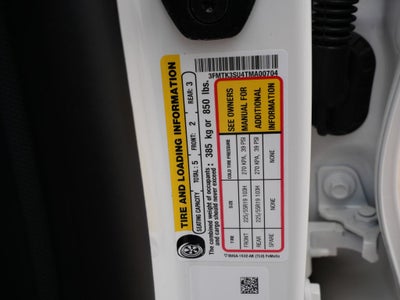 3FMTK3SU4TMA00704
TIRE AND LOADING INFORMATION
SEATING CAPACITY TOTAL: 5 FRONT: 2 REAR: 3
The combined weight of occupants
and cargo should never exceed : 385 kg or 850 lbs.
TIRE SIZE COLD TIRE PRESSURE
FRONT 225/55R19 103H 270 KPA, 39 PSI
REAR 225/55R19 103H 270 KPA, 39 PSI
SPARE NONE NONE
SEE OWNERS
MANUAL FOR
ADDITIONAL
INFORMATION